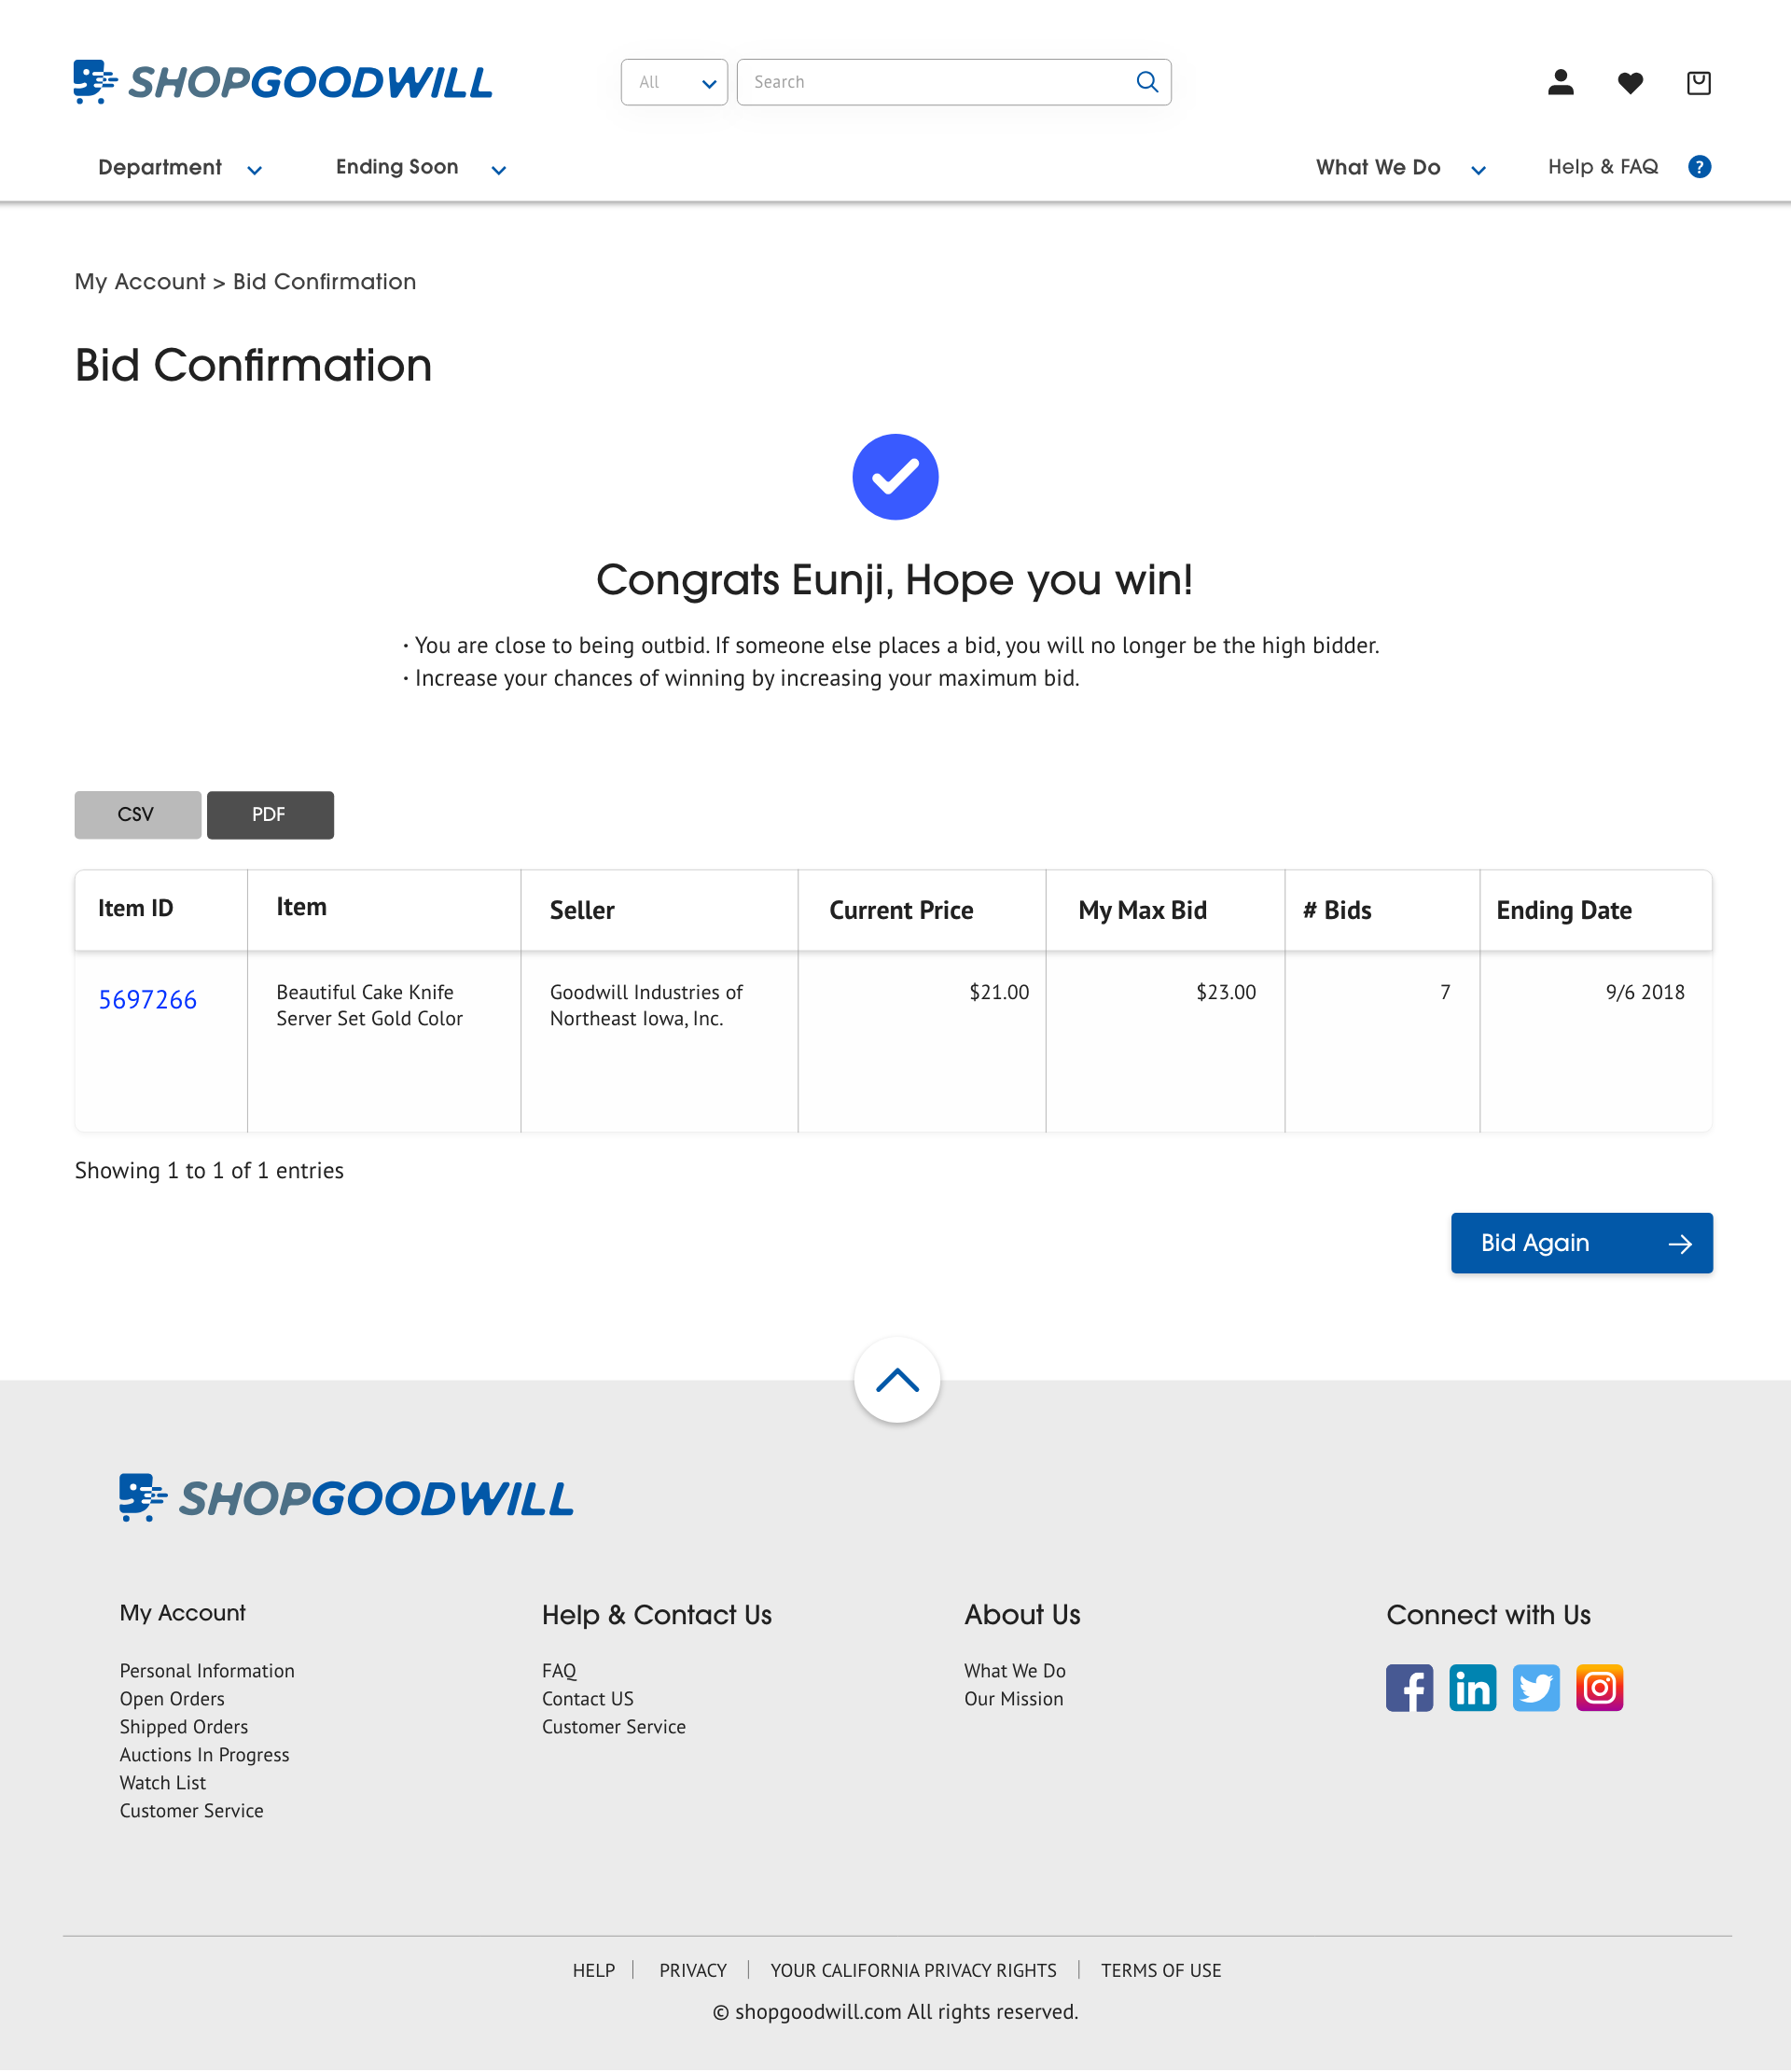 SHOPGOODWILL
All
Search
Department
Ending Soon
What We Do
Help & FAQ
?
My Account > Bid Confirmation
Bid Confirmation
Congrats Eunji, Hope you win!
· You are close to being outbid. If someone else places a bid, you will no longer be the high bidder.
· Increase your chances of winning by increasing your maximum bid.
CSV
PDF
Item ID
Item
Seller
Current Price
My Max Bid
# Bids
Ending Date
5697266
Beautiful Cake Knife
Server Set Gold Color
Goodwill Industries of
Northeast Iowa, Inc.
$21.00
$23.00
7
9/6 2018
Showing 1 to 1 of 1 entries
Bid Again
SHOPGOODWILL
My Account
Personal Information
Open Orders
Shipped Orders
Auctions In Progress
Watch List
Customer Service
Help & Contact Us
FAQ
Contact US
Customer Service
About Us
What We Do
Our Mission
Connect with Us
f
in
HELP | PRIVACY | YOUR CALIFORNIA PRIVACY RIGHTS | TERMS OF USE
© shopgoodwill.com All rights reserved.